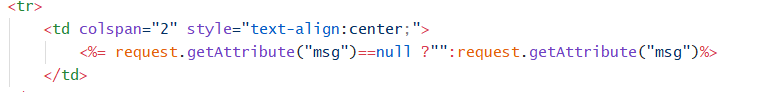 <tr>
<td colspan="2" style="text-align:center;">
<%= request.getAttribute("msg")==null ?"":request.getAttribute("msg")%>
</td>